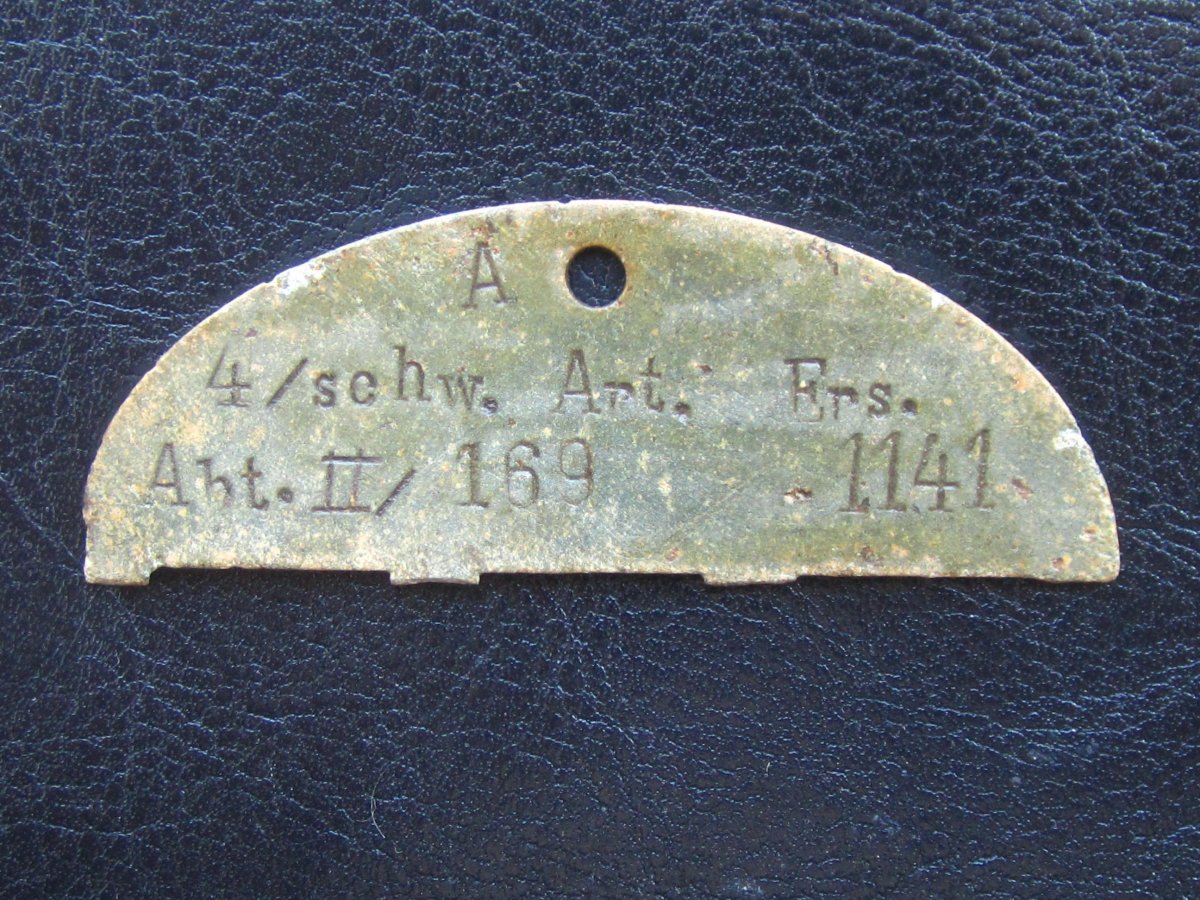 A
4/schw. Art. Ers.
Abt. II/ 169 1141